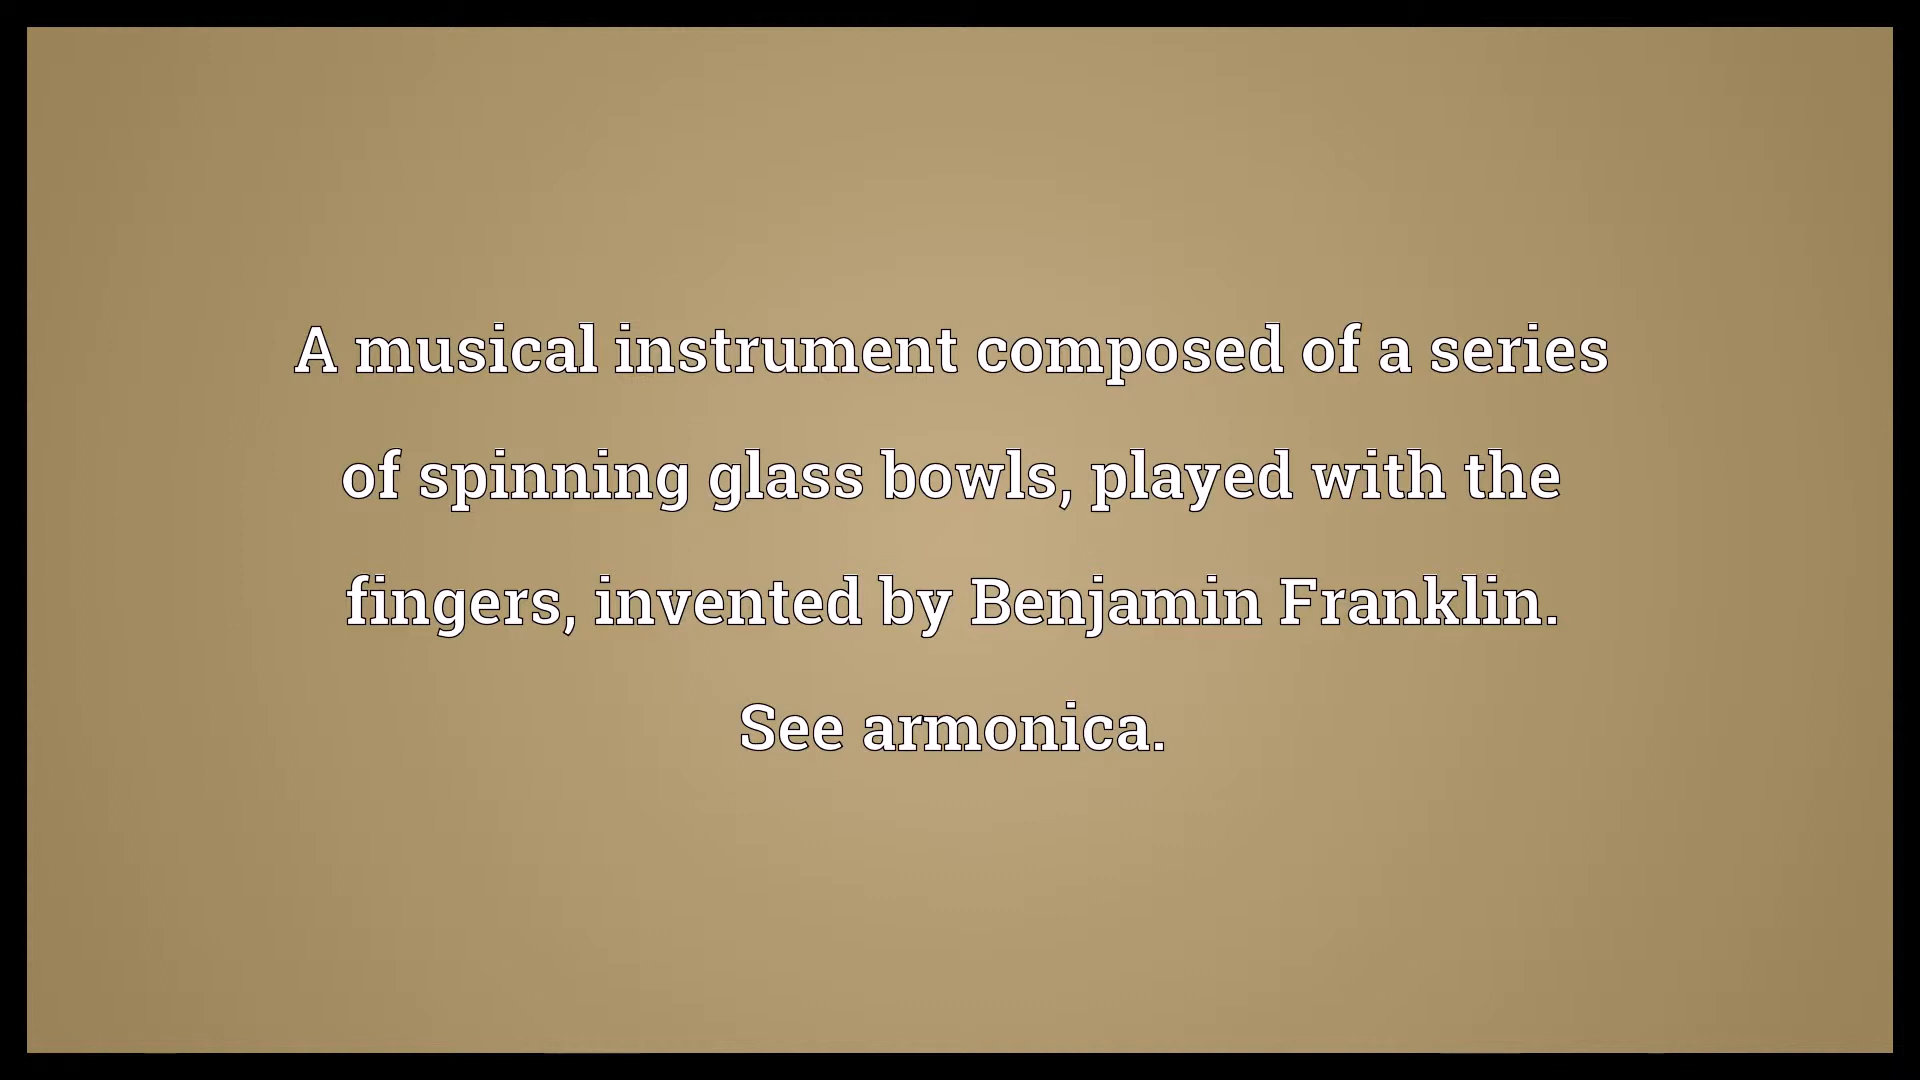 A musical instrument composed of a series
of spinning glass bowls, played with the
fingers, invented by Benjamin Franklin.
See armonica.